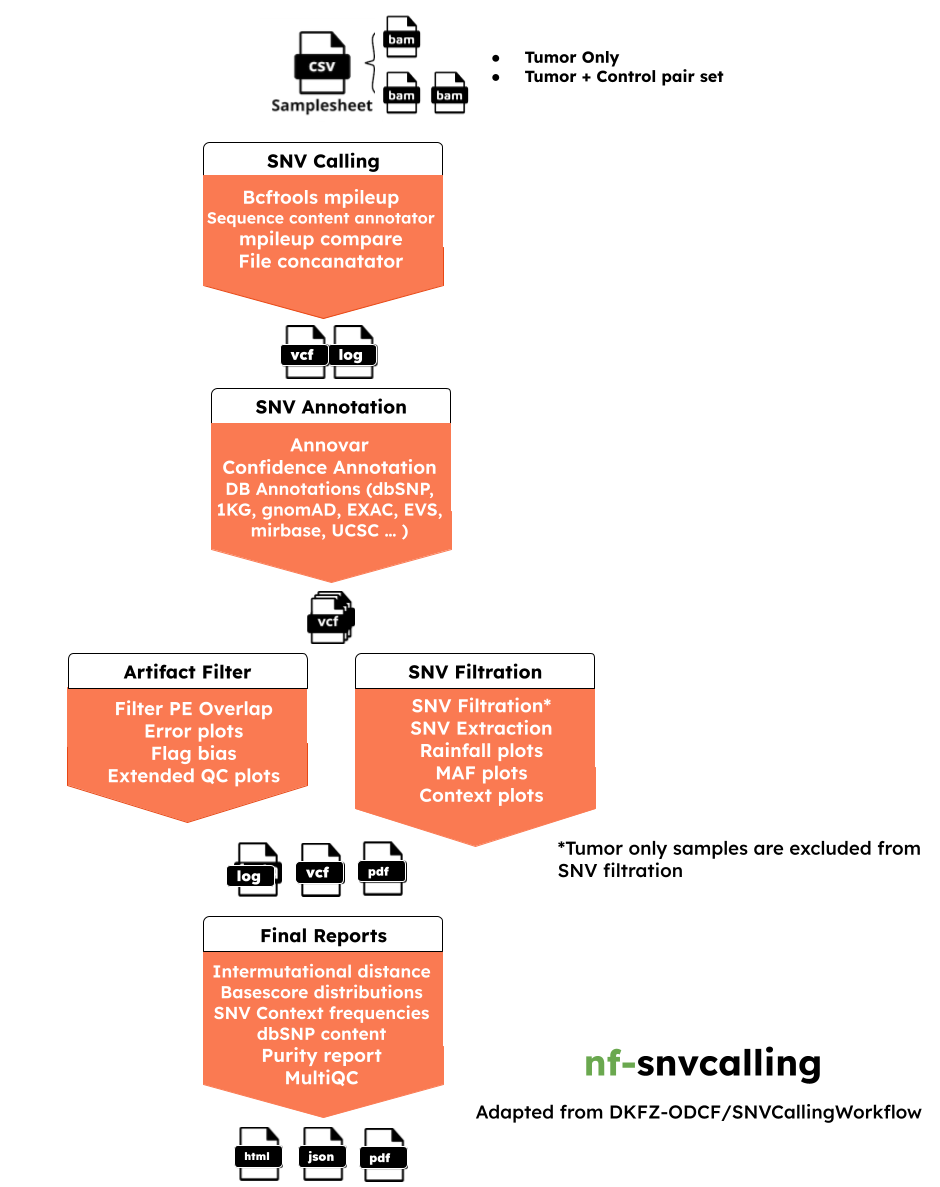 bam
csv
bam bam
Samplesheet
● Tumor Only
● Tumor + Control pair set
SNV Calling
Bcftools mpileup
Sequence content annotator
mpileup compare
File concanatator
vcf log
SNV Annotation
Annovar
Confidence Annotation
DB Annotations (dbSNP,
1KG, gnomAD, EXAC, EVS,
mirbase, UCSC ... )
vcf
Artifact Filter
Filter PE Overlap
Error plots
Flag bias
Extended QC plots
SNV Filtration
SNV Filtration*
SNV Extraction
Rainfall plots
MAF plots
Context plots
*Tumor only samples are excluded from
SNV filtration
log vcf pdf
Final Reports
Intermutational distance
Basescore distributions
SNV Context frequencies
dbSNP content
Purity report
MultiQC
html json pdf
nf-snvcalling
Adapted from DKFZ-ODCF/SNVCallingWorkflow